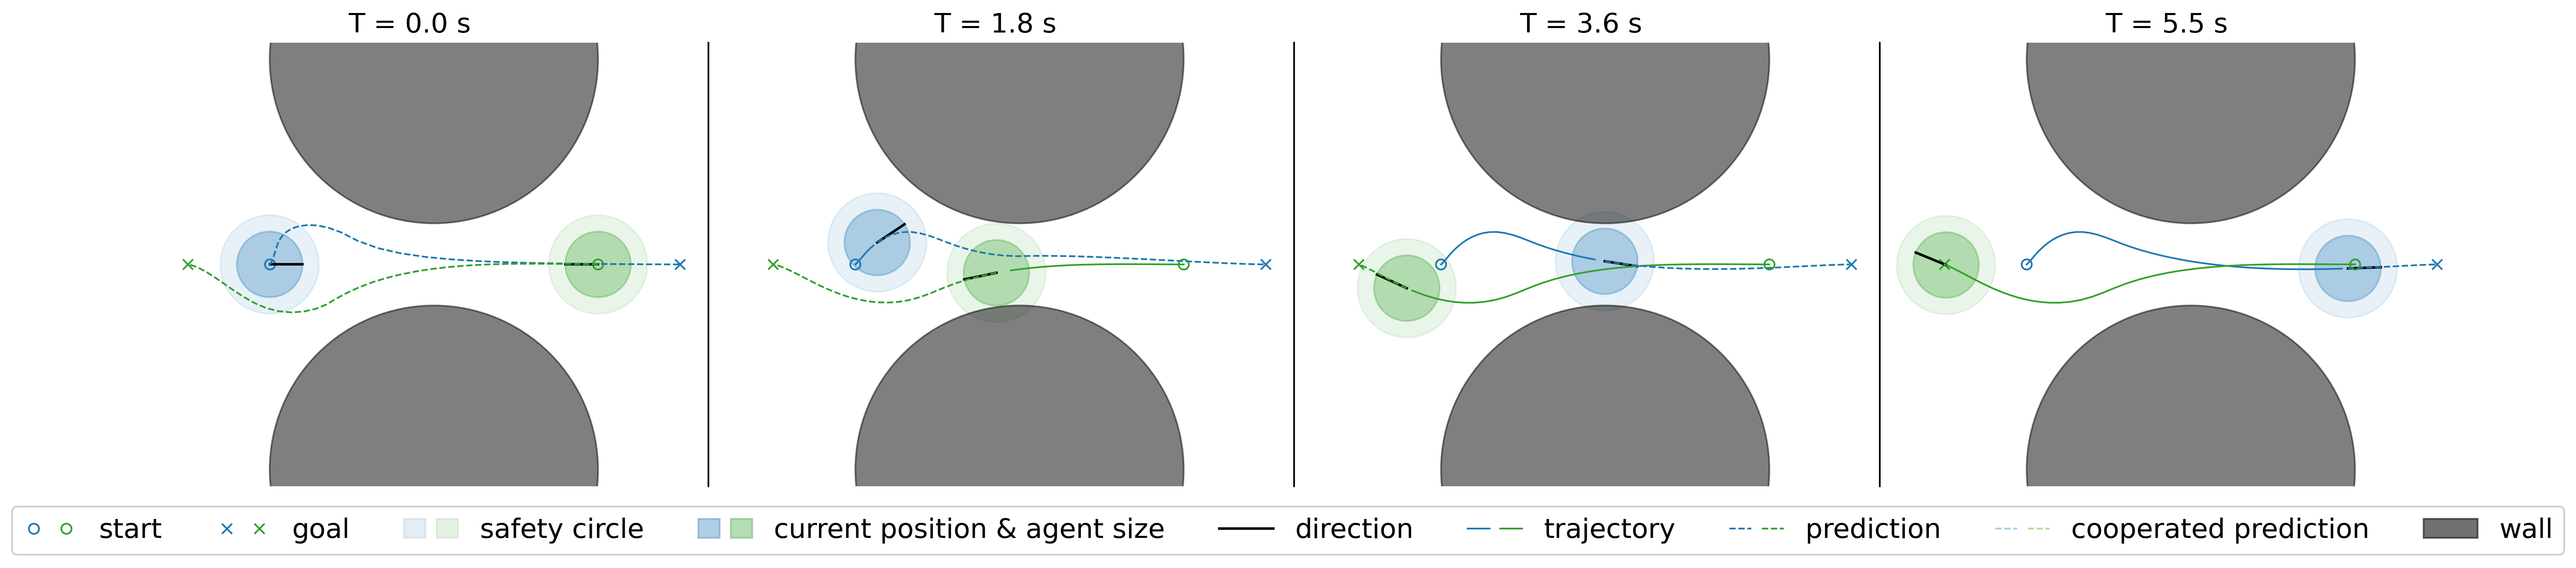 T = 0.0 s
T = 1.8 s
T = 3.6 s
T = 5.5 s
start goal safety circle current position & agent size direction trajectory prediction cooperated prediction wall